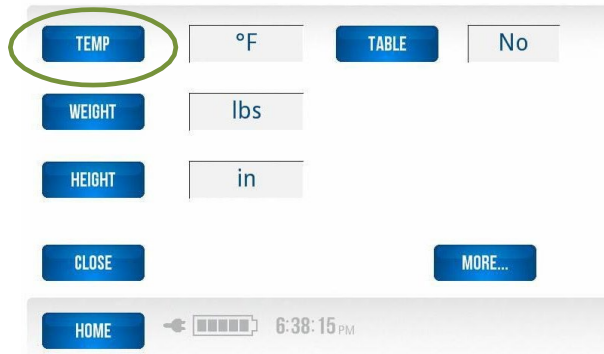 TEMP °F TABLE No
WEIGHT lbs
HEIGHT in
CLOSE MORE...
HOME 6:38:15 PM